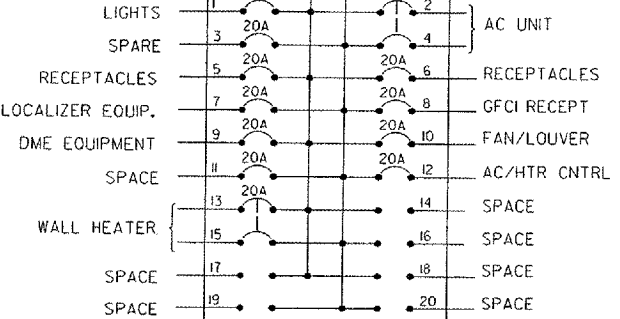 LIGHTS 1 2
AC UNIT
SPARE 3 20A 4
RECEPTACLES 5 20A 20A 6 RECEPTACLES
LOCALIZER EQUIP. 7 20A 20A 8 GFCI RECEPT
DME EQUIPMENT 9 20A 20A 10 FAN/LOUVER
SPACE 11 20A 20A 12 AC/HTR CNTRL
13 20A 14 SPACE
WALL HEATER
15 16 SPACE
SPACE 17 18 SPACE
SPACE 19 20 SPACE